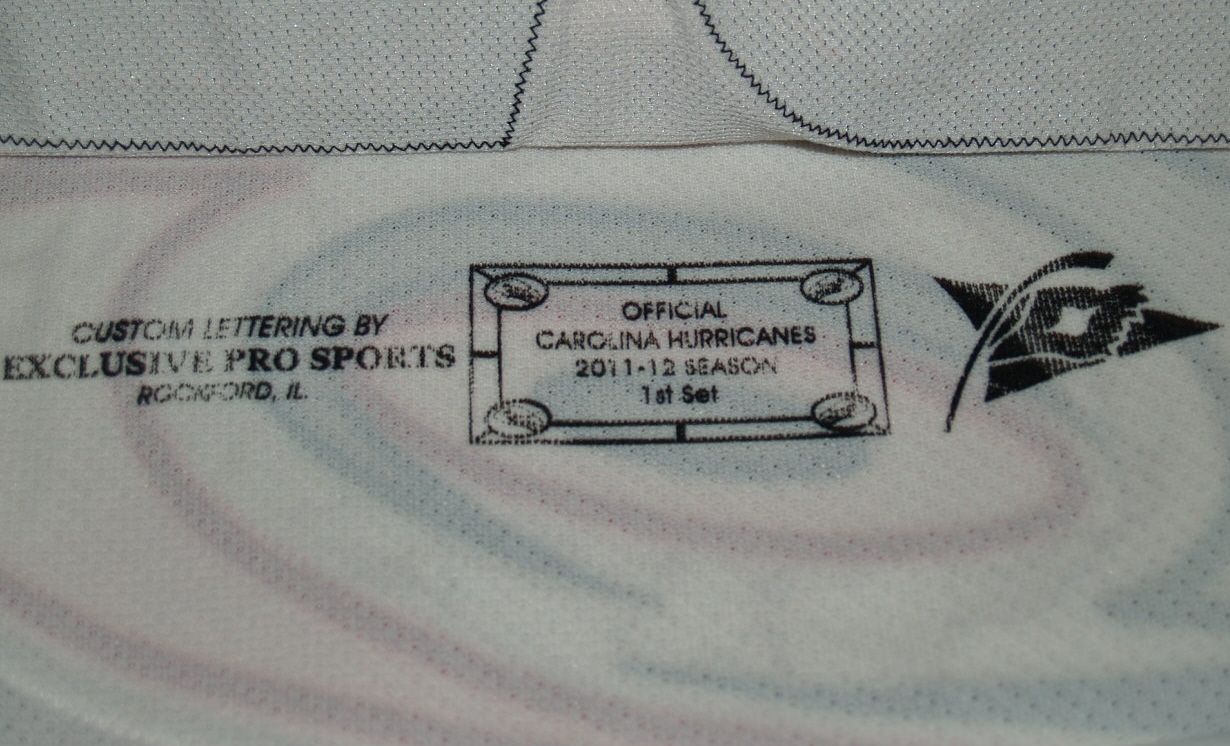 CUSTOM LETTERING BY
EXCLUSIVE PRO SPORTS
ROCKFORD, IL.
OFFICIAL
CAROLINA HURRICANES
2011-12 SEASON
1st Set